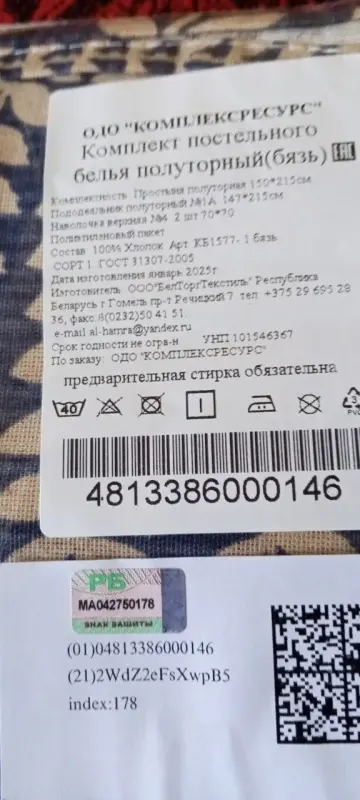 ОДО "КОМПЛЕКСРЕСУРС"
Комплект постельного
белья полуторный(бязь) ЕАС
Комплектность Простыня полуторная 150*215см
Пододеяльник полуторный №1А 147*215см
Наволочка верхняя №4 2 шт 70*70
Полиэтиленовый пакет
Состав 100% Хлопок Арт. КБ1577- 1 бязь
СОРТ 1 ГОСТ 31307-2005
Дата изготовления январь 2025г
Изготовитель ООО"БелТоргТекстиль" Республика
Беларусь г Гомель пр-т Речицкий 7 тел +375 29 695 28
36, факс:8(0232)50 41 51.
e-mail al-hamra@yandex.ru
Срок годности не огра-н УНП 101546367
По заказу: ОДО "КОМПЛЕКСРЕСУРС"
предварительная стирка обязательна
40
3
4813386000146
РБ
МА042750178
ЗНАК ЗАЩИТЫ
(01)04813386000146
(21)2WdZ2eFsXwpB5
index:178